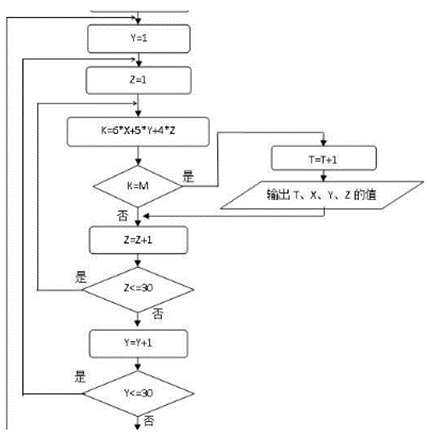 Y=1
Z=1
K=6*X+5*Y+4*Z
K=M
是
T=T+1
输出 T、X、Y、Z 的值
否
Z=Z+1
是
Z<=30
否
Y=Y+1
是
Y<=30
否